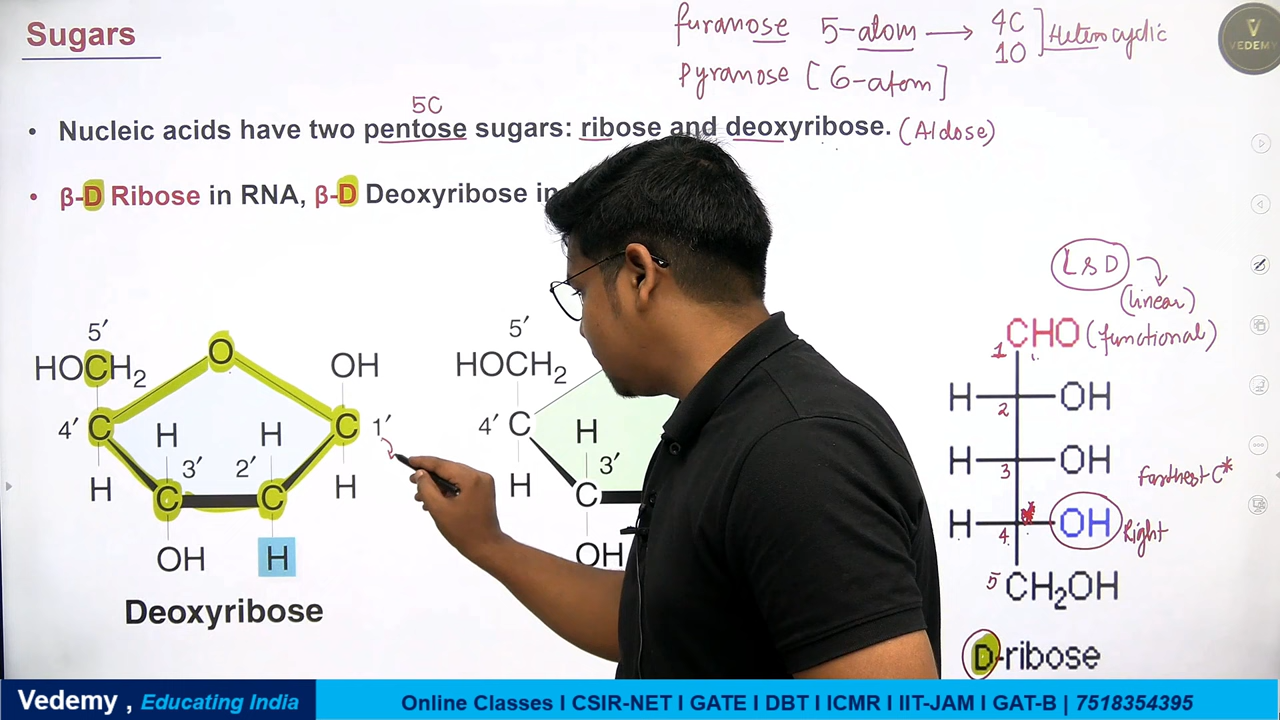 Sugars
furanose 5-atom → 4C
1O
] Heterocyclic
pyramose [6-atom]
VEDEMY
5C
• Nucleic acids have two pentose sugars: ribose and deoxyribose. (Aldose)
• β-D Ribose in RNA, β-D Deoxyribose in
L & D
(linear)
CHO (functional)
1
H OH
2
H OH
3
Farthest C*
H * OH Right
4
5 CH2OH
D-ribose
5′
HOCH2 O OH
4′ C H H C 1′
H 3′ 2′ H
C C
OH H
Deoxyribose
5′
HOCH2
4′ C H
H 3′
C
OH
Vedemy , Educating India
Online Classes I CSIR-NET I GATE I DBT I ICMR I IIT-JAM I GAT-B | 7518354395